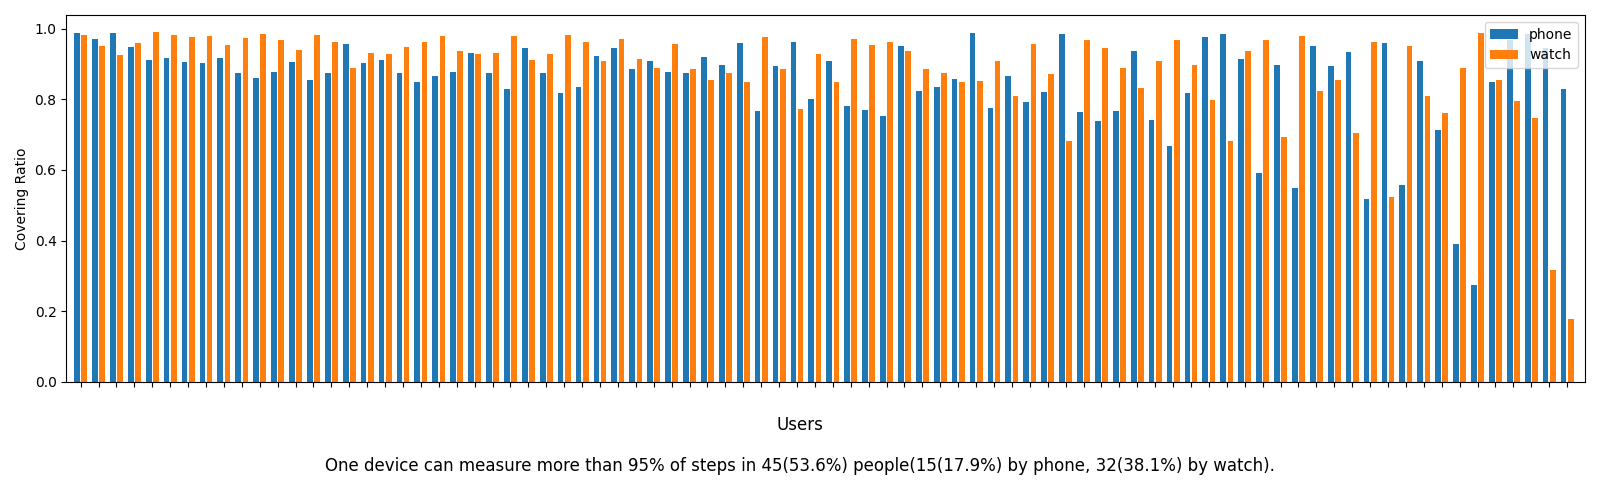 1.0
0.8
0.6
0.4
0.2
0.0
Covering Ratio
phone
watch
Users
One device can measure more than 95% of steps in 45(53.6%) people(15(17.9%) by phone, 32(38.1%) by watch).